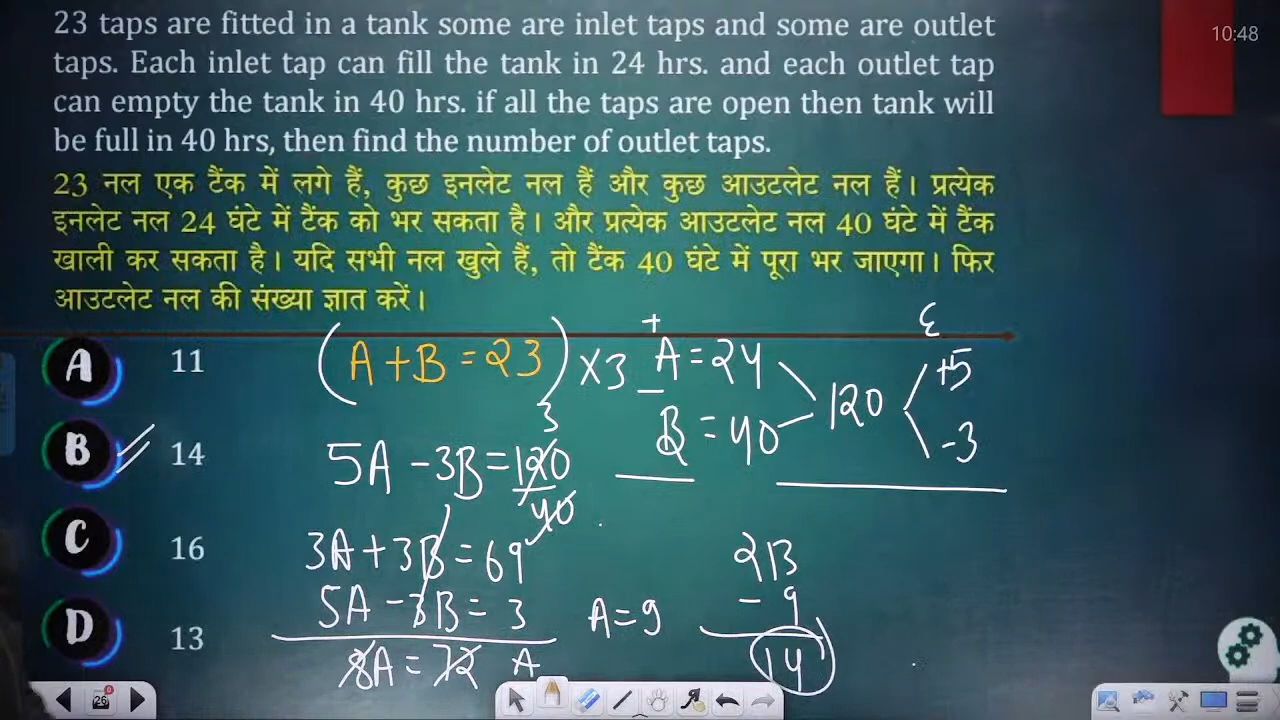 23 taps are fitted in a tank some are inlet taps and some are outlet
taps. Each inlet tap can fill the tank in 24 hrs. and each outlet tap
can empty the tank in 40 hrs. if all the taps are open then tank will
be full in 40 hrs, then find the number of outlet taps.
10:48
23 नल एक टैंक में लगे हैं, कुछ इनलेट नल हैं और कुछ आउटलेट नल हैं। प्रत्येक
इनलेट नल 24 घंटे में टैंक को भर सकता है। और प्रत्येक आउटलेट नल 40 घंटे में टैंक
खाली कर सकता है। यदि सभी नल खुले हैं, तो टैंक 40 घंटे में पूरा भर जाएगा। फिर
आउटलेट नल की संख्या ज्ञात करें।
A 11
B 14
C 16
D 13
(A+B=23)×3
5A-3B=120
40
3
3A+3B=69
5A-3B=3
8A=72 A
+
A=24
-
B=40
120
+5
-3
A=9
23
-9
14
26